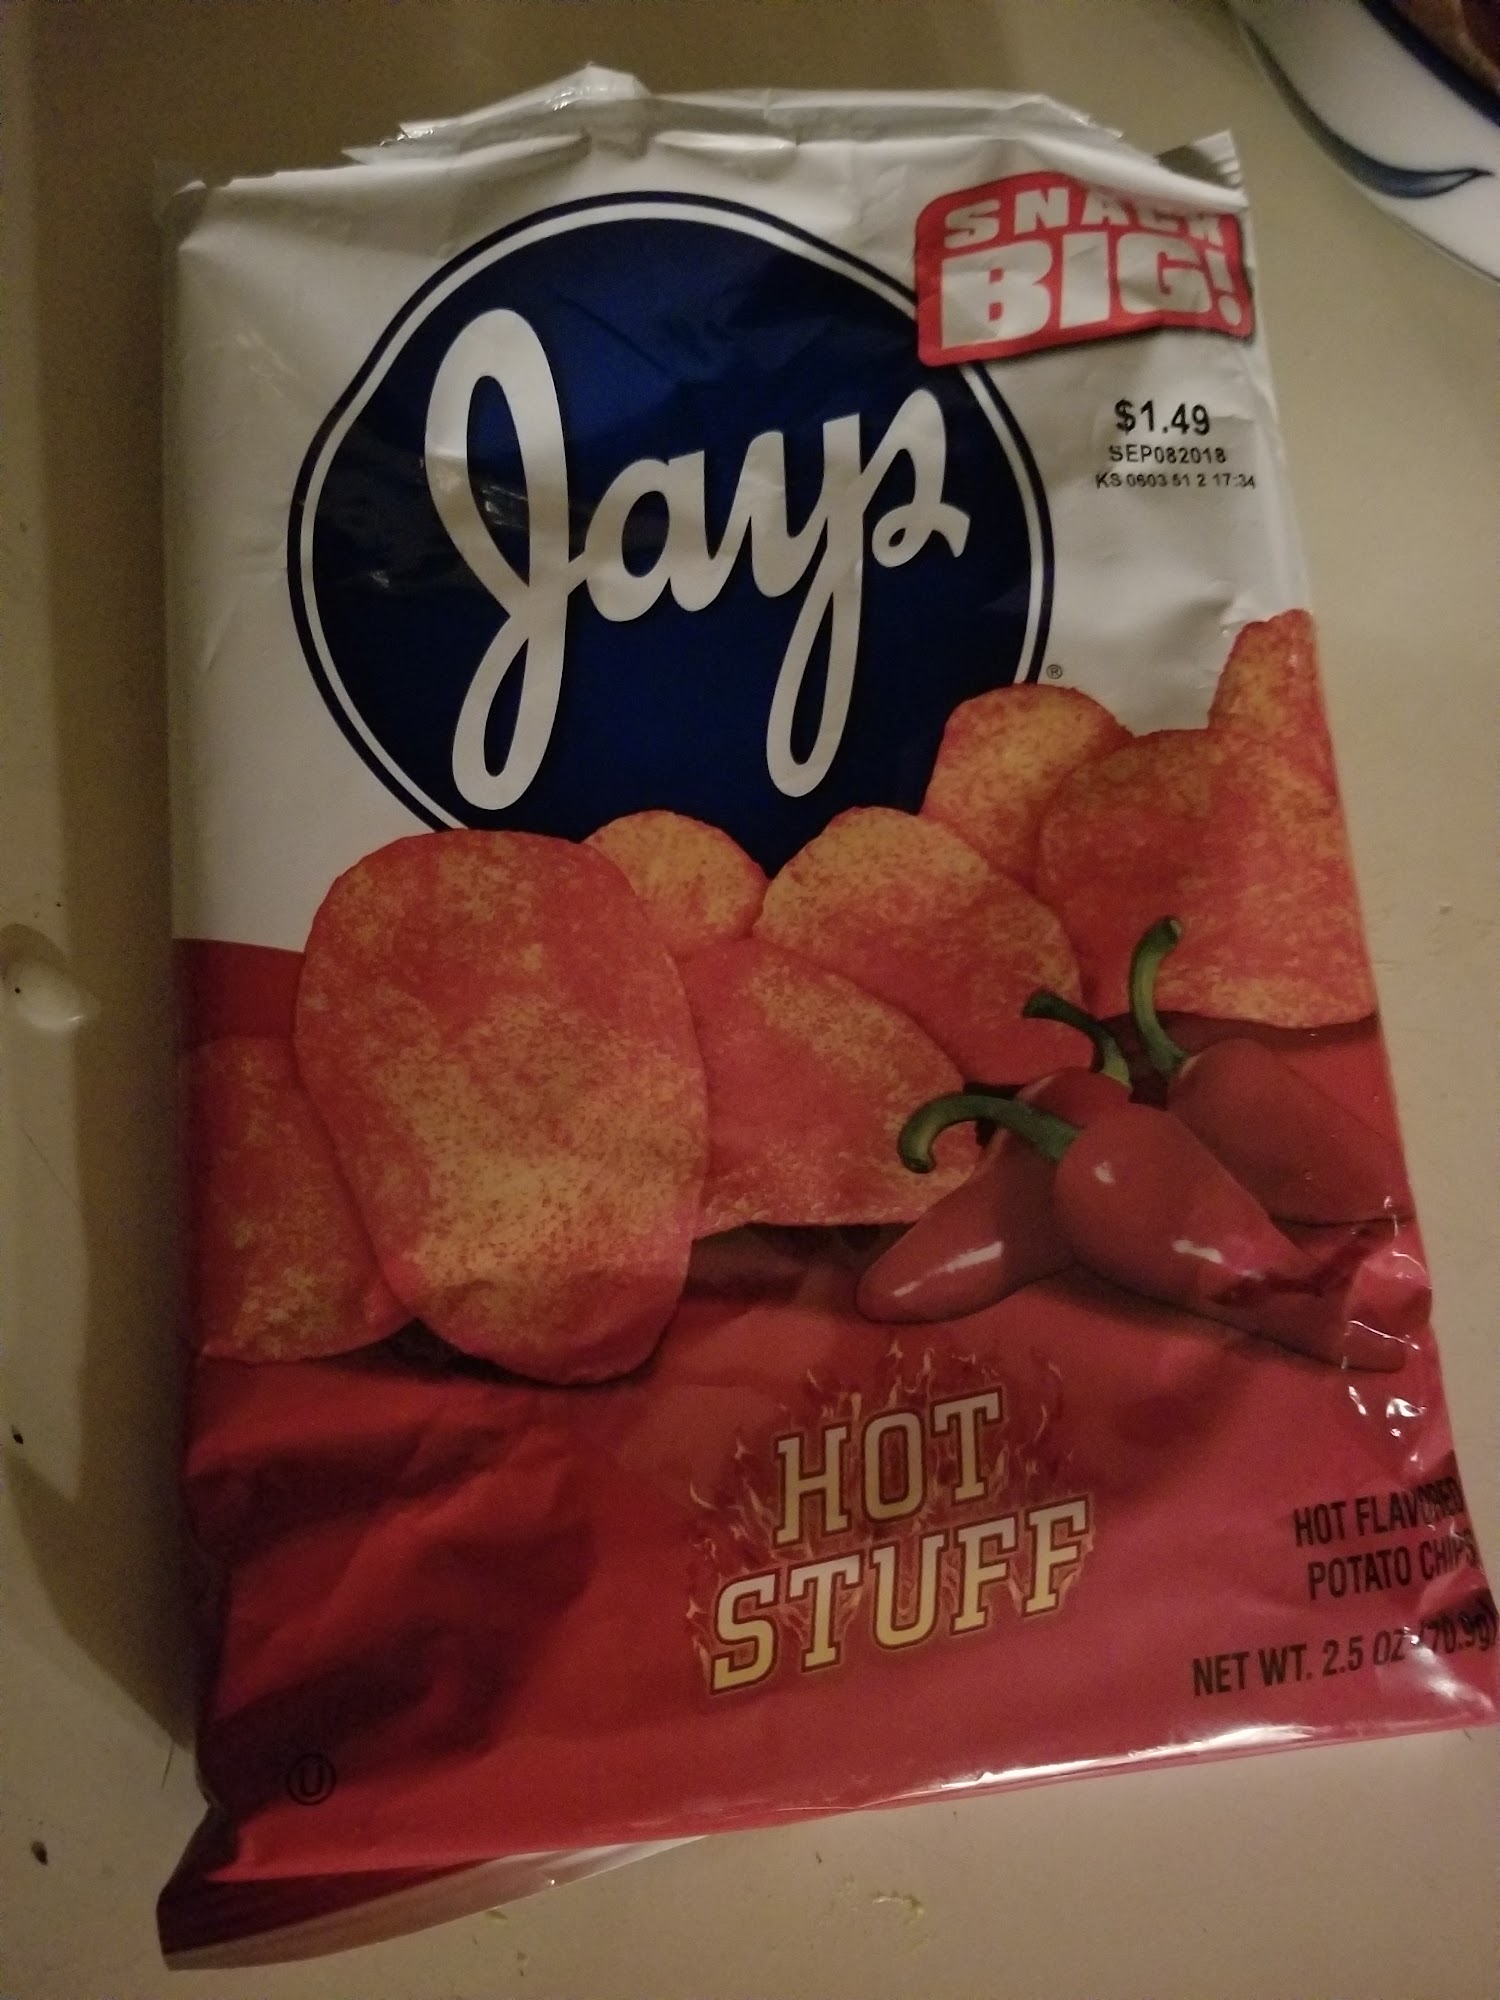 SNACK
BIG!
Jays
$1.49
SEP082018
KS 0603 51 2 17:34
®
HOT
STUFF
HOT FLAVORED
POTATO CHIPS
NET WT. 2.5 OZ (70.9g)
U